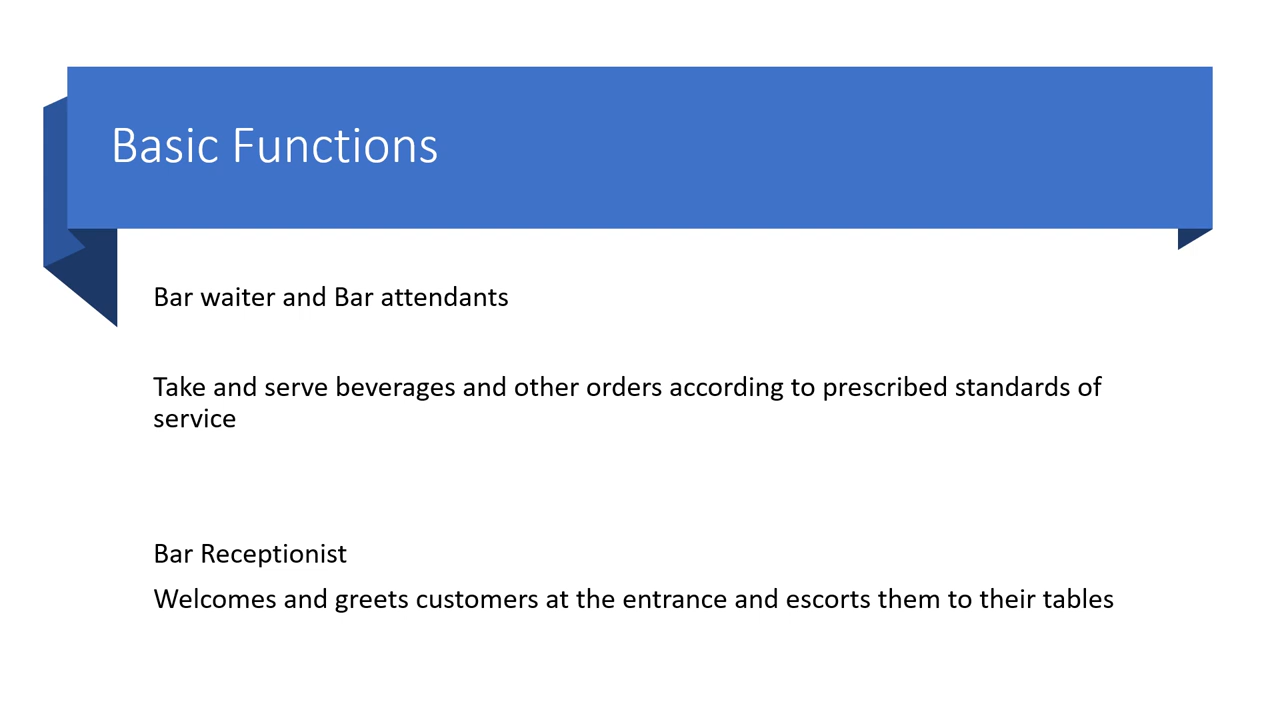 Basic Functions
Bar waiter and Bar attendants
Take and serve beverages and other orders according to prescribed standards of
service
Bar Receptionist
Welcomes and greets customers at the entrance and escorts them to their tables